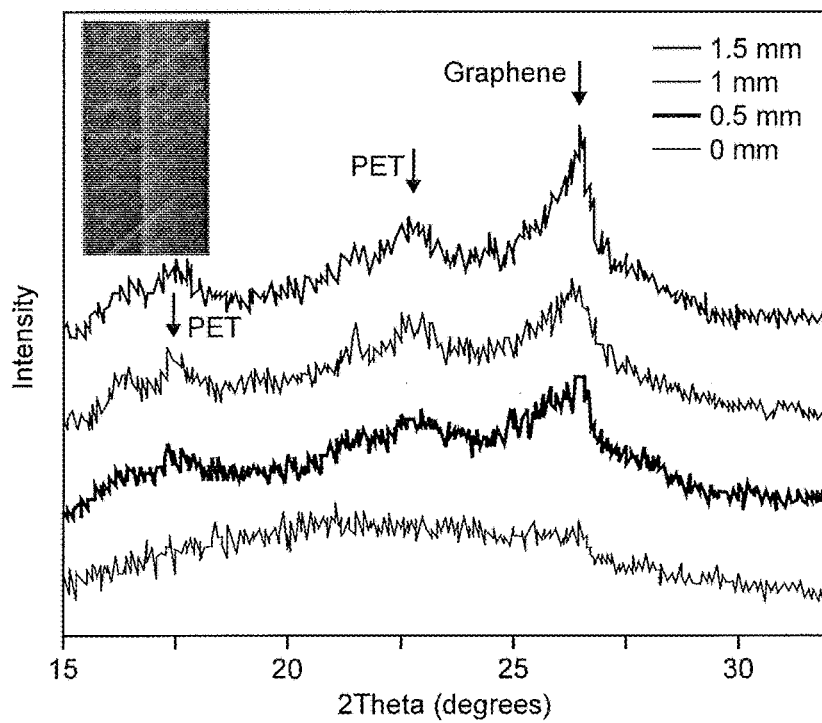 1.5 mm
1 mm
0.5 mm
0 mm
Graphene
PET
PET
Intensity
15 20 25 30
2Theta (degrees)